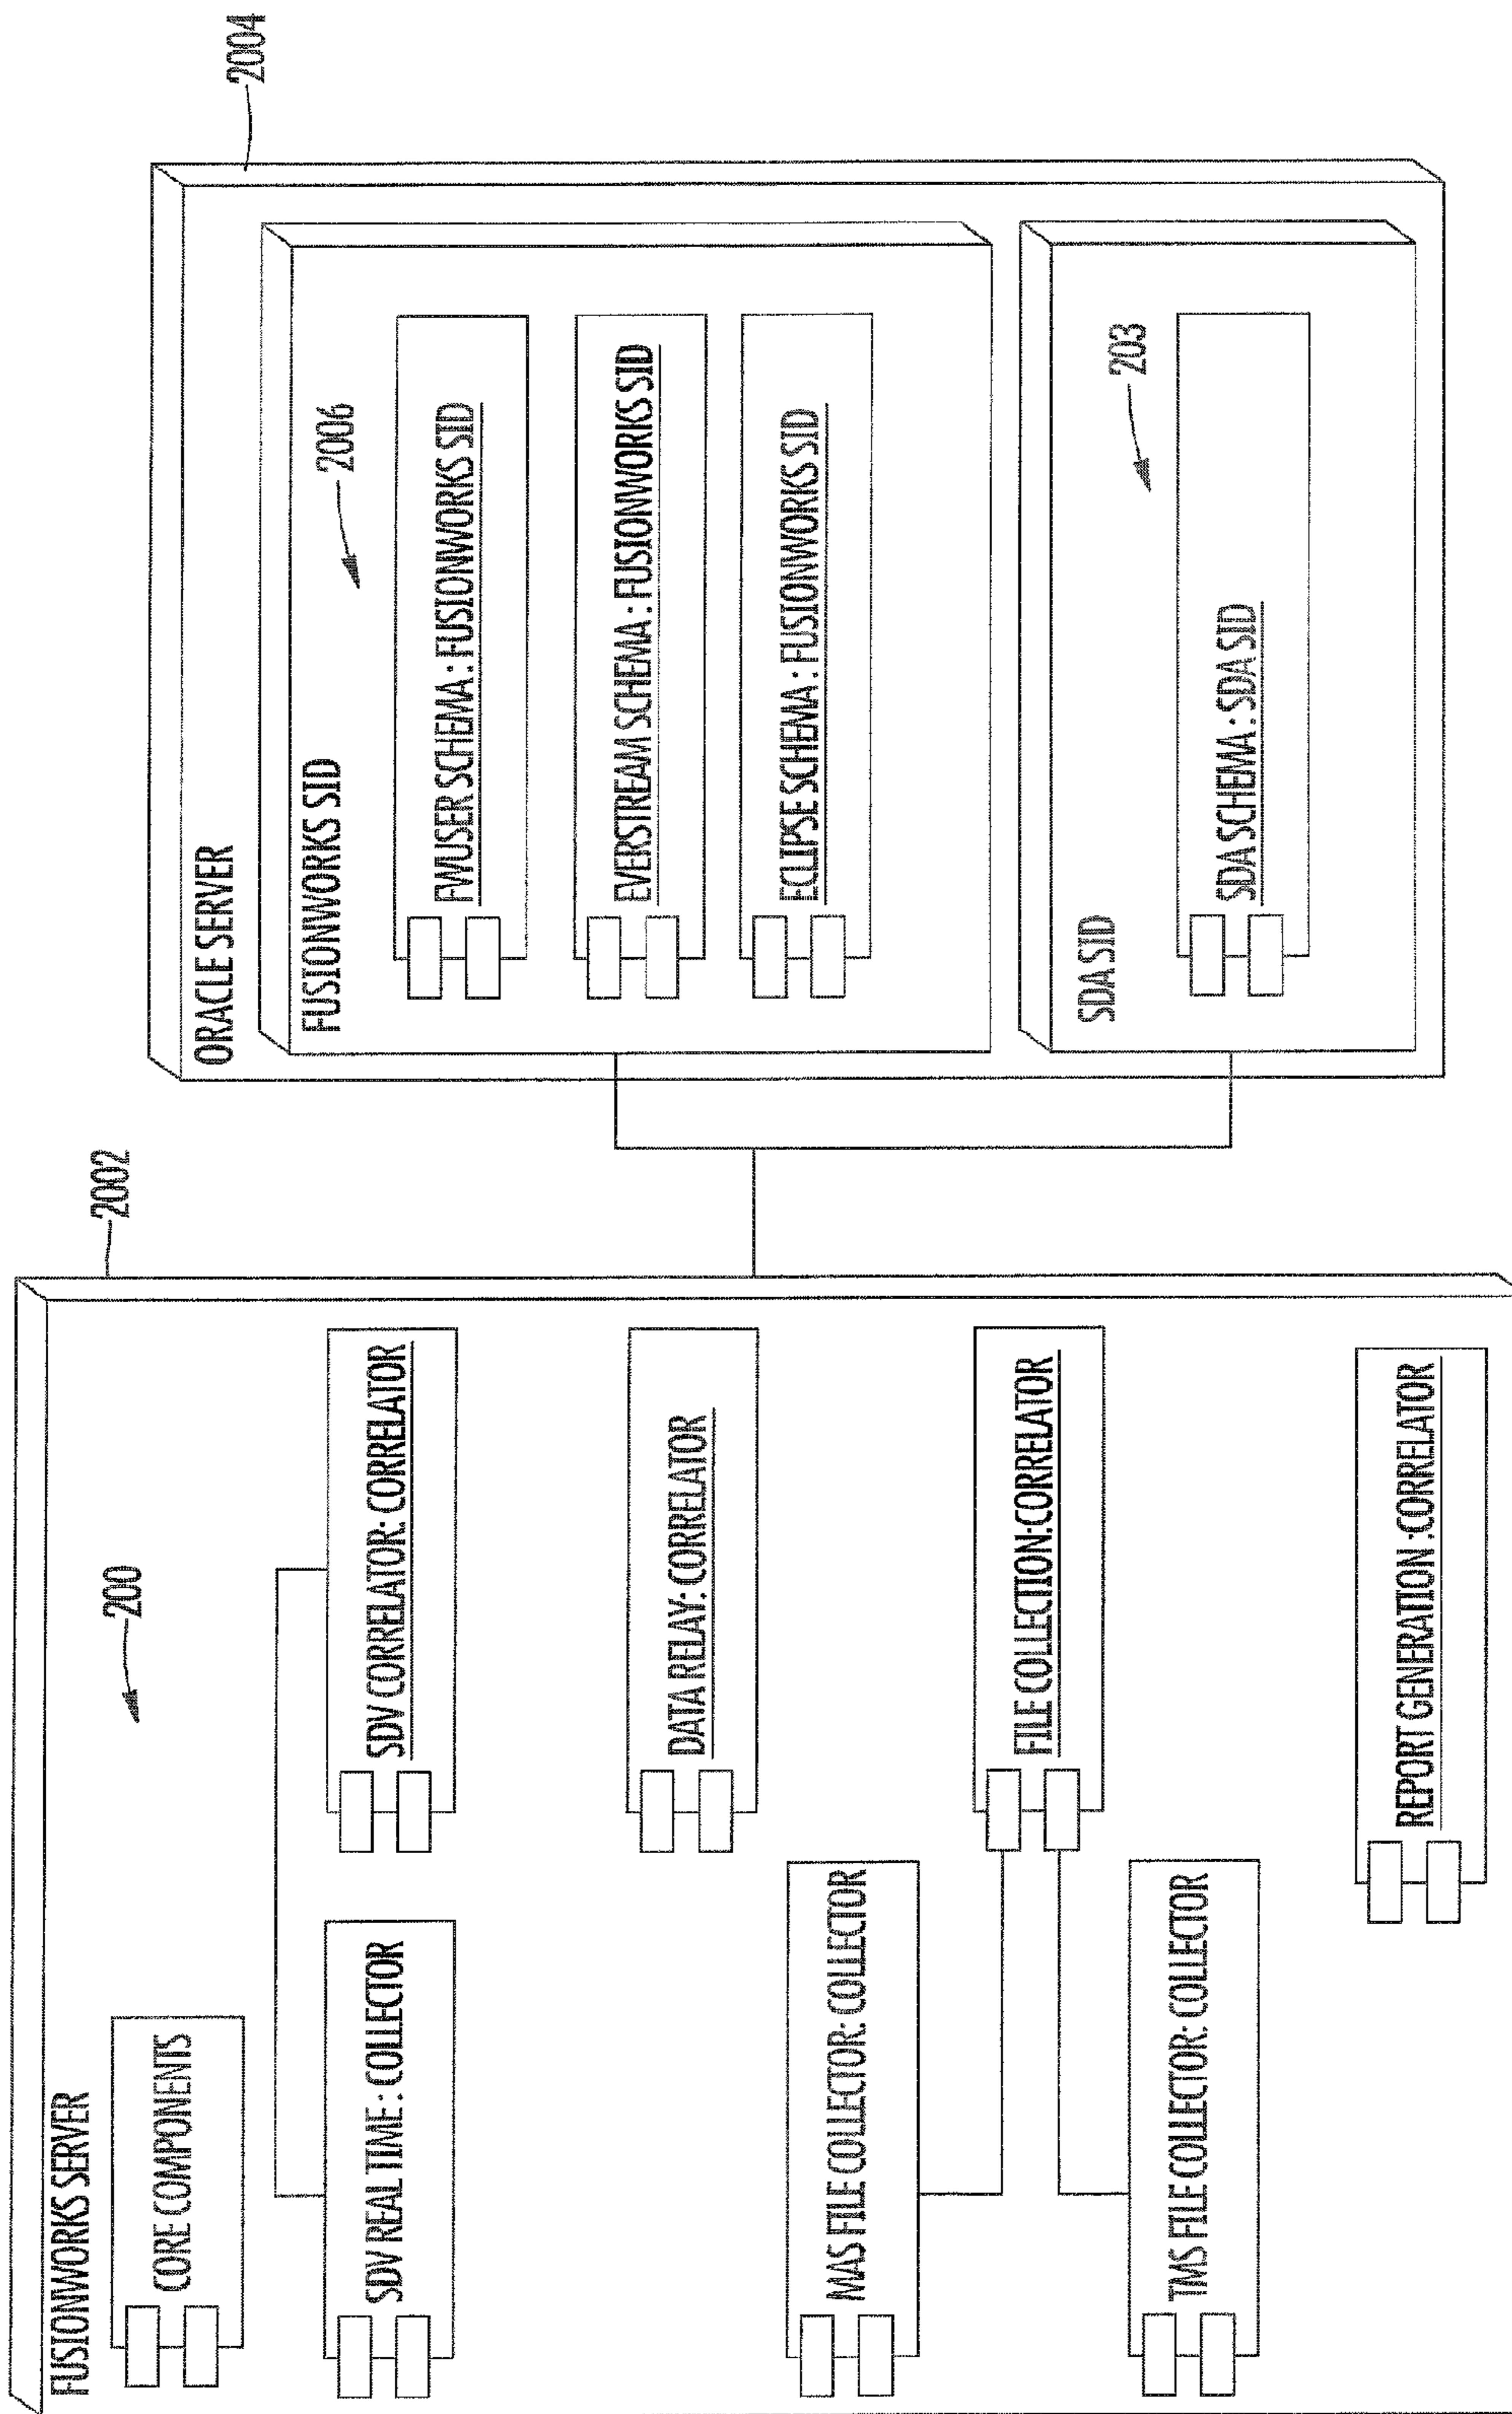 FUSIONWORKS SERVER
2002
200
CORE COMPONENTS
SDV REAL TIME : COLLECTOR
SDV CORRELATOR: CORRELATOR
DATA RELAY: CORRELATOR
MAS FILE COLLECTOR: COLLECTOR
FILE COLLECTION:CORRELATOR
TMS FILE COLLECTOR: COLLECTOR
REPORT GENERATION :CORRELATOR
2004
ORACLE SERVER
FUSIONWORKS SID
2006
FWUSER SCHEMA : FUSIONWORKS SID
EVERSTREAM SCHEMA : FUSIONWORKS SID
ECLIPSE SCHEMA : FUSIONWORKS SID
SDA SID
203
SDA SCHEMA : SDA SID